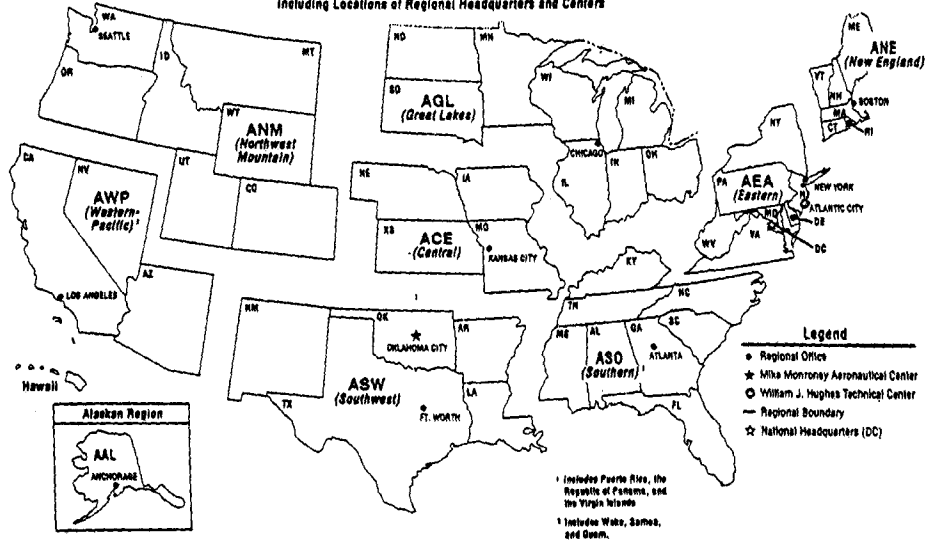 Including Locations of Regional Headquarters and Centers
WA
SEATTLE
OR
ID
MT
WY
ANM
(Northwest
Mountain)
CA
NV
UT
CO
AWP
(Western-
Pacific)
AZ
LOS ANGELES
Hawaii
Alaskan Region
AAL
ANCHORAGE
ND
MN
SD
AGL
(Great Lakes)
WI
MI
CHICAGO
IL
IN
OH
NE
IA
KS
MO
ACE
(Central)
KANSAS CITY
NM
OK
OKLAHOMA CITY
AR
ASW
(Southwest)
TX
FT. WORTH
LA
KY
TN
NC
SC
MS
AL
GA
ASO
(Southern) 1
ATLANTA
FL
ME
ANE
(New England)
VT
NH
BOSTON
MA
CT
RI
NY
PA
AEA
(Eastern)
NEW YORK
NJ
ATLANTIC CITY
MD
DE
DC
WV
VA
Legend
Regional Office
Mike Monroney Aeronautical Center
William J. Hughes Technical Center
Regional Boundary
National Headquarters (DC)
1 Includes Puerto Rico, the
Republic of Panama, and
the Virgin Islands
2 Includes Wake, Samoa,
and Guam.